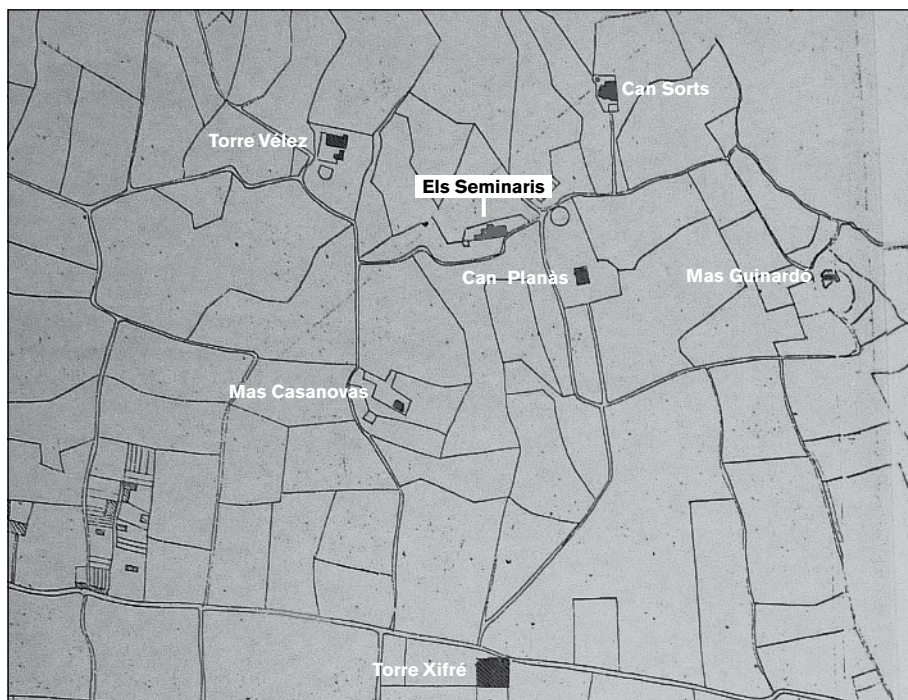 Can Sorts
Torre Vélez
Els Seminaris
Can Planàs
Mas Guinardó
Mas Casanovas
Torre Xifré